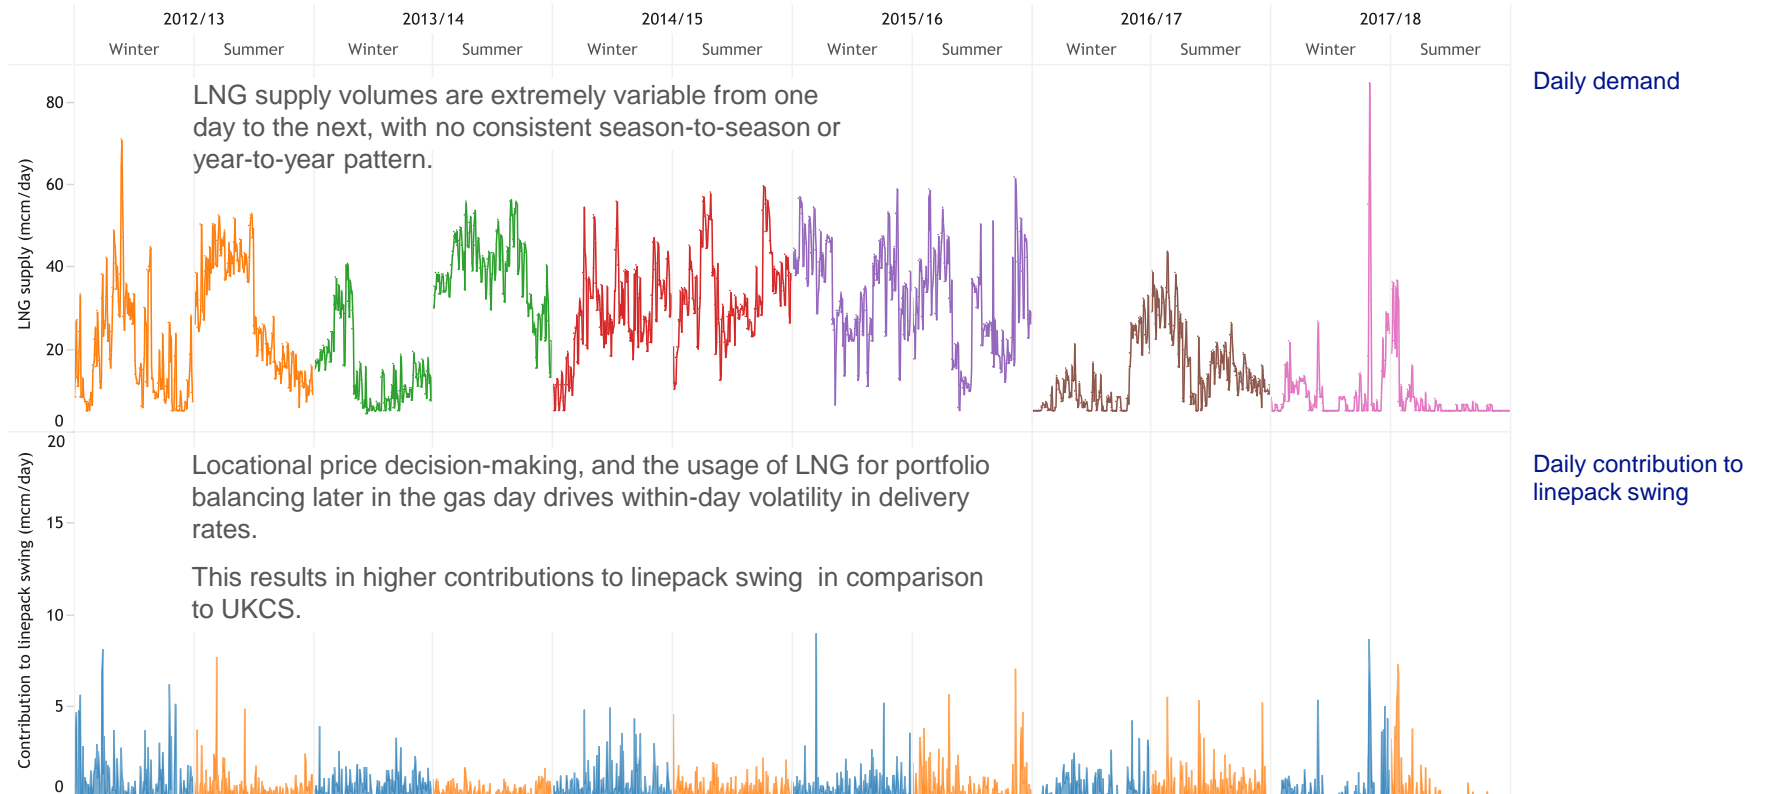 2012/13 2013/14 2014/15 2015/16 2016/17 2017/18
Winter Summer Winter Summer Winter Summer Winter Summer Winter Summer Winter Summer
Daily demand
LNG supply volumes are extremely variable from one
day to the next, with no consistent season-to-season or
year-to-year pattern.
LNG supply (mcm/day)
80
60
40
20
0
Daily contribution to
linepack swing
Locational price decision-making, and the usage of LNG for portfolio
balancing later in the gas day drives within-day volatility in delivery
rates.
This results in higher contributions to linepack swing  in comparison
to UKCS.
Contribution to linepack swing (mcm/day)
20
15
10
5
0